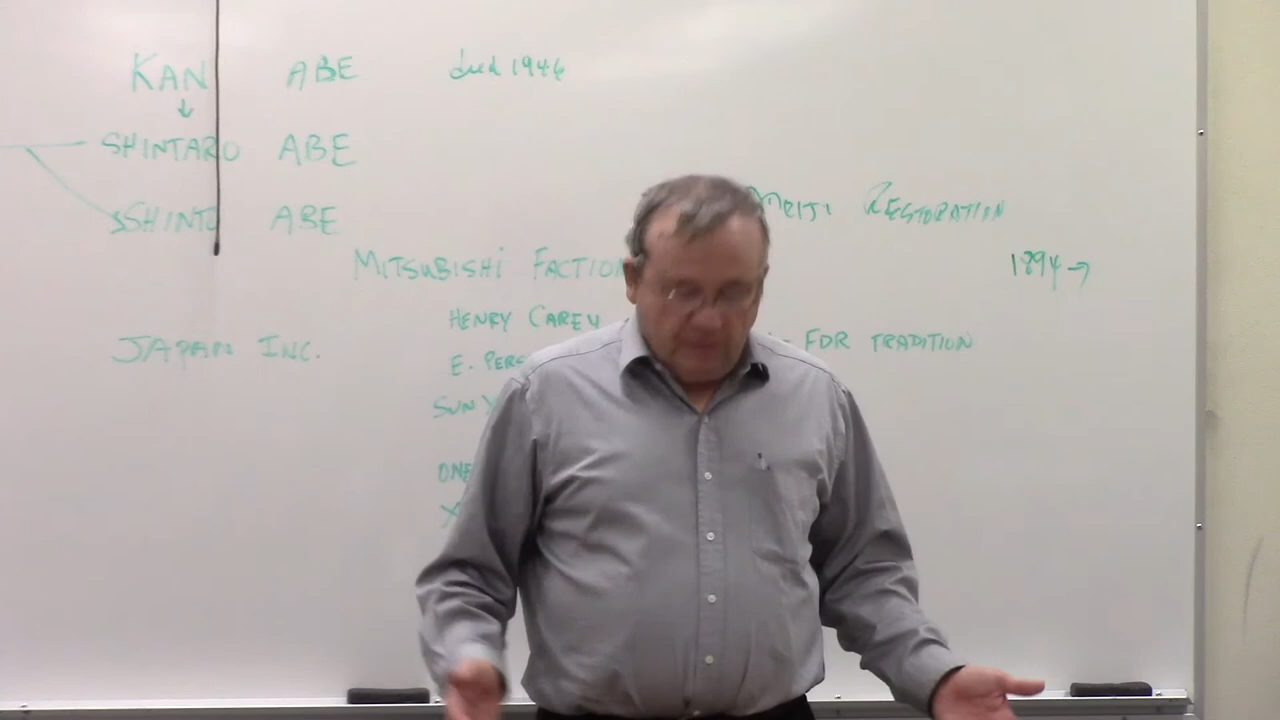 KAN ABE died 1946
SHINTARO ABE
SHINTO ABE
MEIJI RESTORATION
MITSUBISHI FACTION
1894 →
HENRY CAREY
FOR TRADITION
JAPAN INC.
E.
SUN